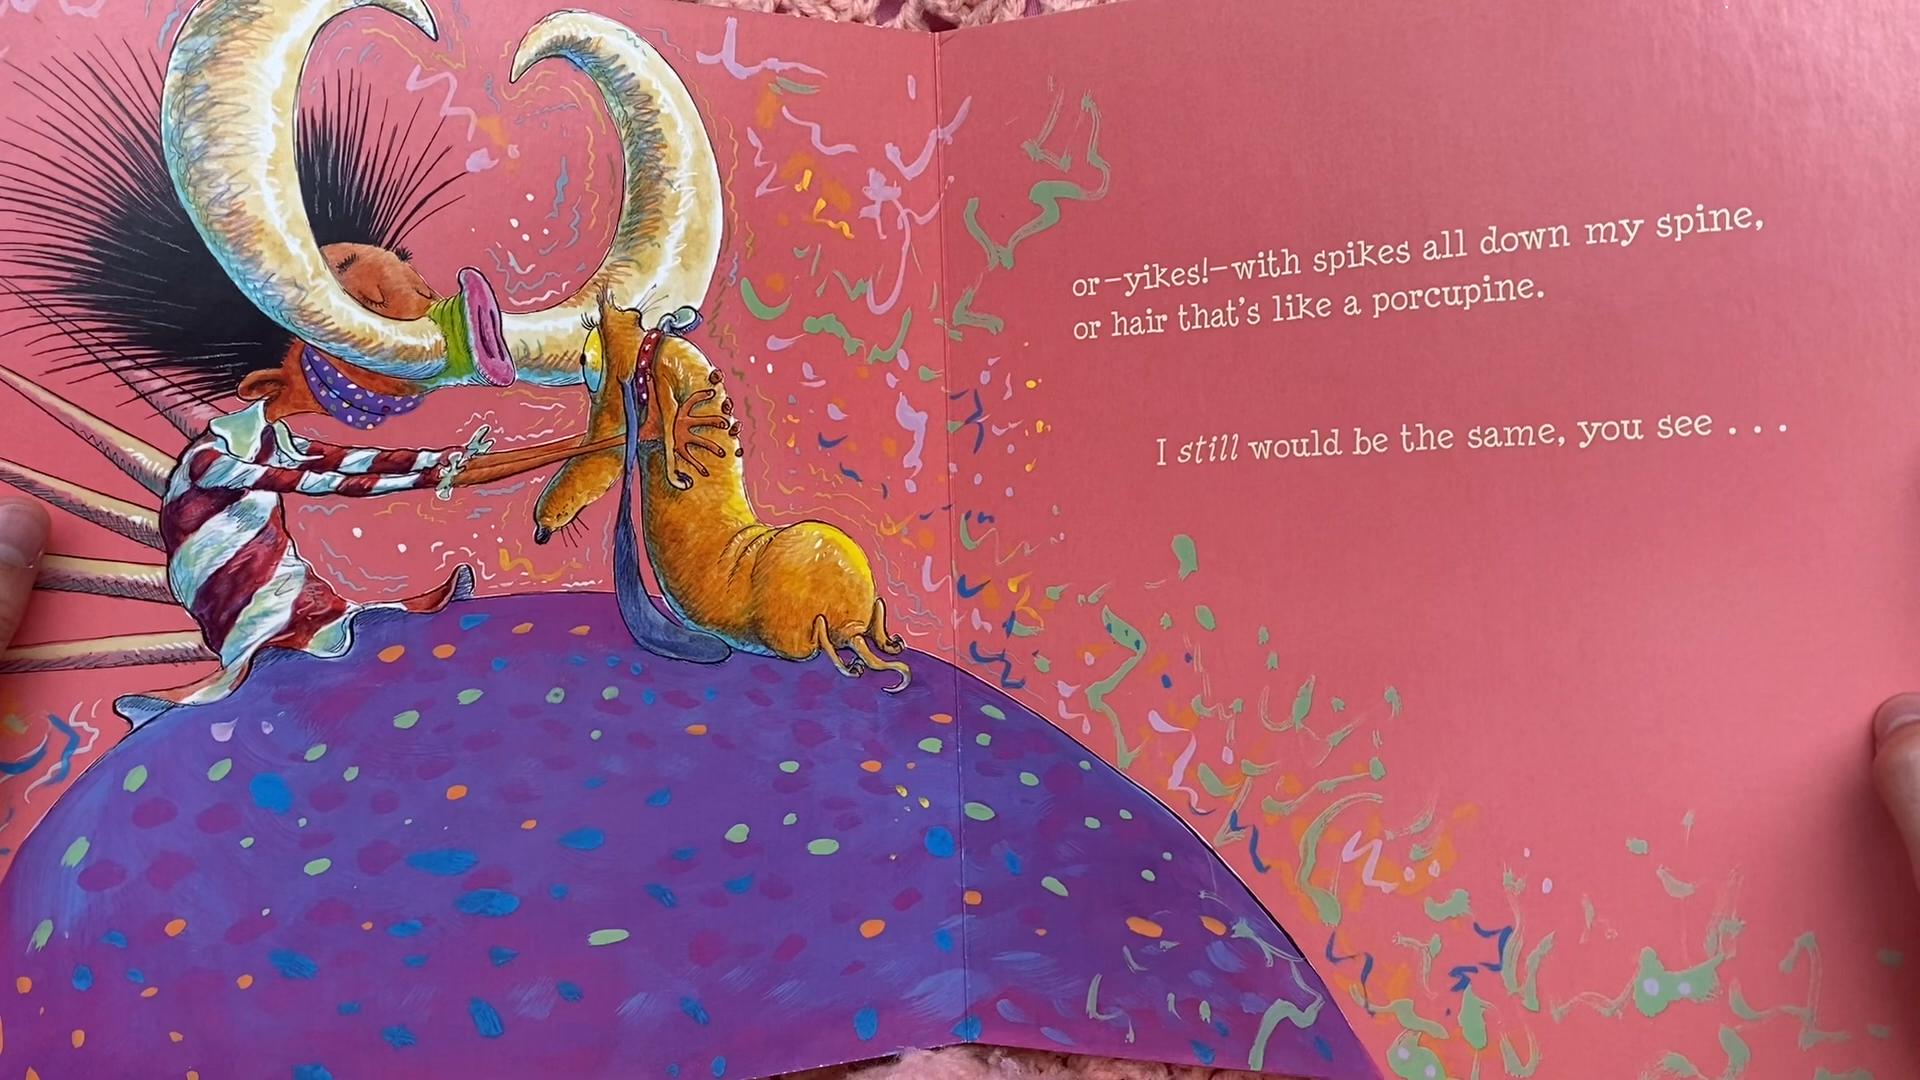 or–yikes!–with spikes all down my spine,
or hair that's like a porcupine.
I still would be the same, you see . . .